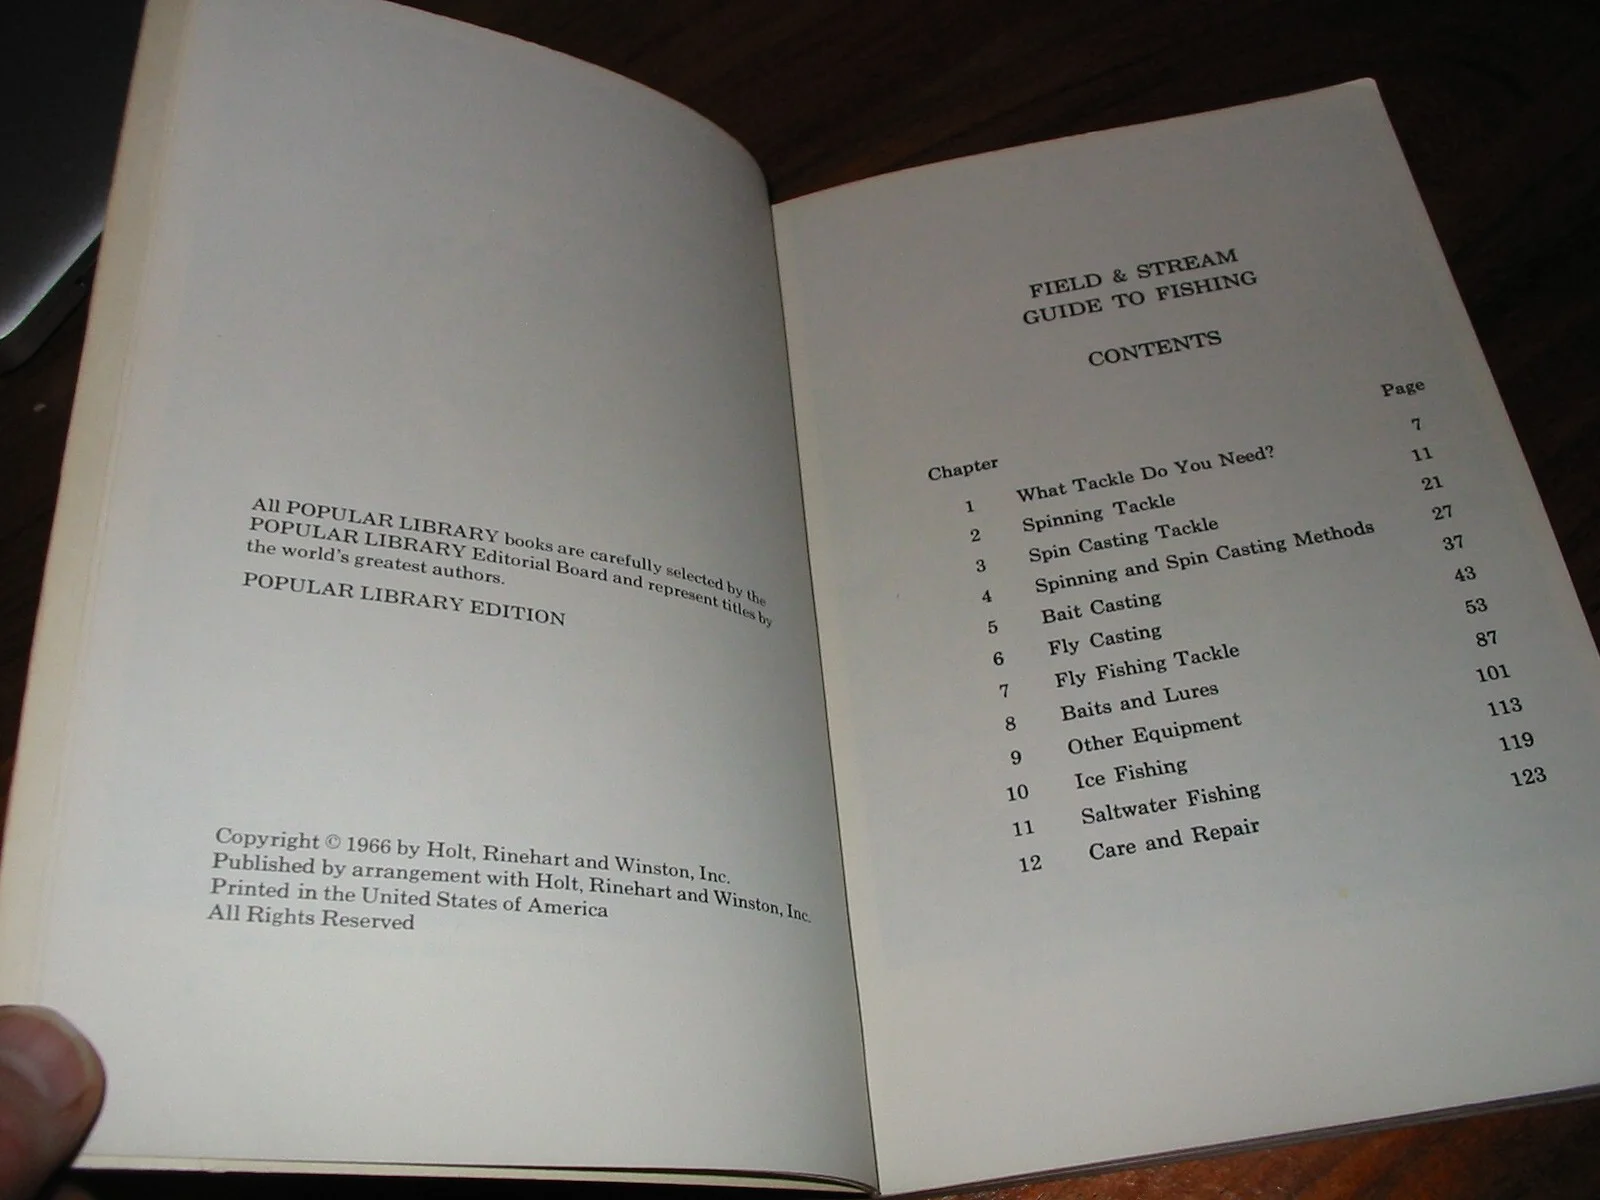 All POPULAR LIBRARY books are carefully selected by the
POPULAR LIBRARY Editorial Board and represent titles by
the world's greatest authors.
POPULAR LIBRARY EDITION
Copyright © 1966 by Holt, Rinehart and Winston, Inc.
Published by arrangement with Holt, Rinehart and Winston, Inc.
Printed in the United States of America
All Rights Reserved
FIELD & STREAM
GUIDE TO FISHING
CONTENTS
Chapter Page
1 What Tackle Do You Need? 7
2 Spinning Tackle 11
3 Spin Casting Tackle 21
4 Spinning and Spin Casting Methods 27
5 Bait Casting 37
6 Fly Casting 43
7 Fly Fishing Tackle 53
8 Baits and Lures 87
9 Other Equipment 101
10 Ice Fishing 113
11 Saltwater Fishing 119
12 Care and Repair 123